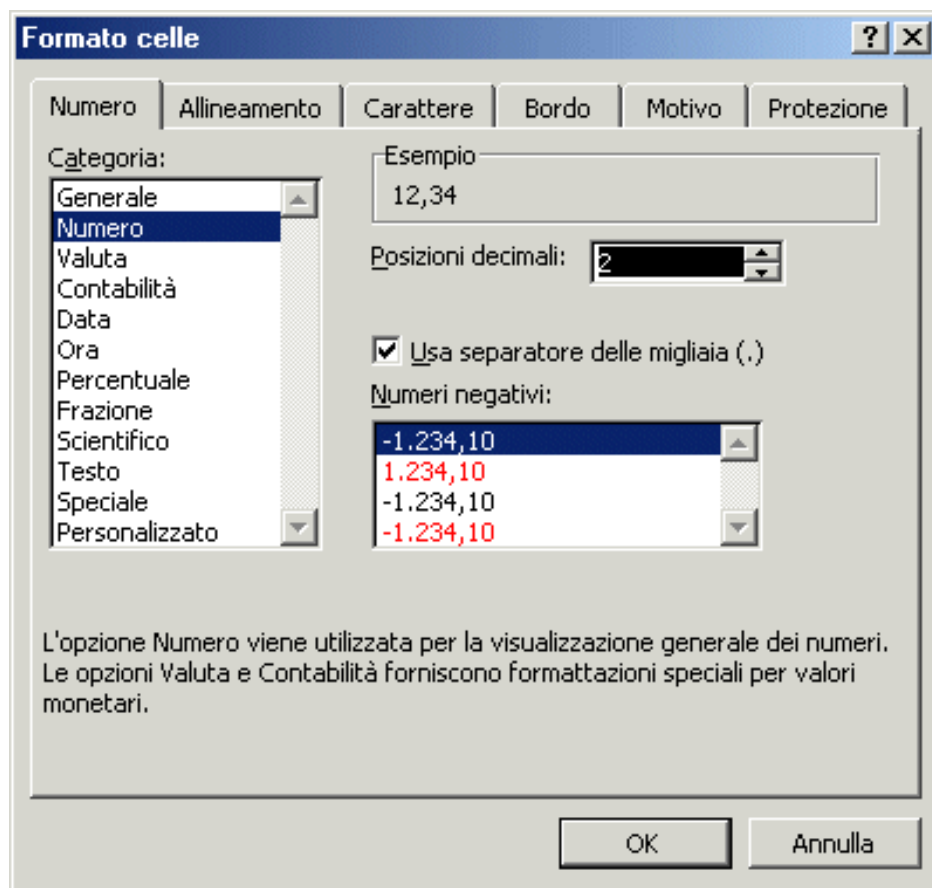 Formato celle
Numero Allineamento Carattere Bordo Motivo Protezione
Categoria:
Generale
Numero
Valuta
Contabilità
Data
Ora
Percentuale
Frazione
Scientifico
Testo
Speciale
Personalizzato
Esempio
12,34
Posizioni decimali: 2
Usa separatore delle migliaia (.)
Numeri negativi:
-1.234,10
1.234,10
-1.234,10
-1.234,10
L'opzione Numero viene utilizzata per la visualizzazione generale dei numeri.
Le opzioni Valuta e Contabilità forniscono formattazioni speciali per valori
monetari.
OK Annulla